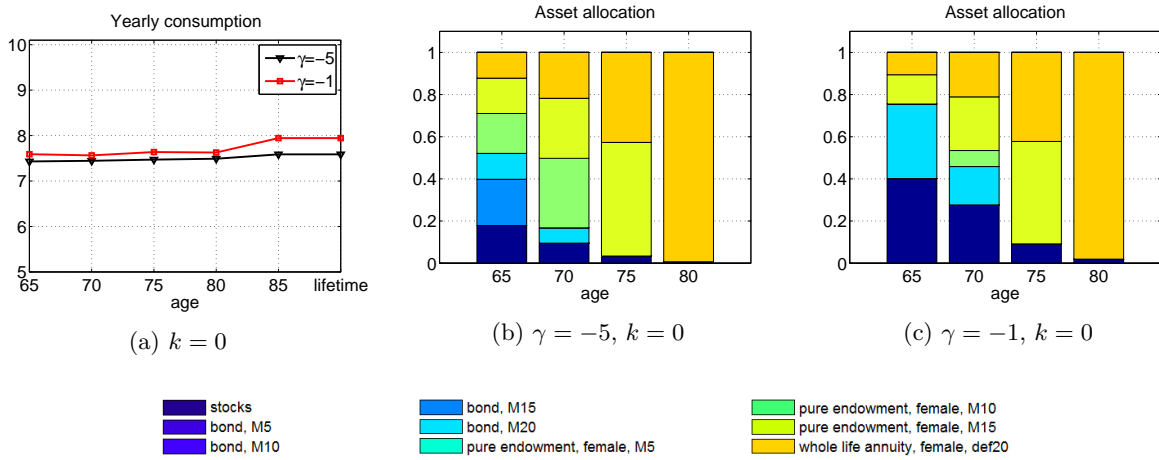 Yearly consumption
10
9
8
7
6
5
γ=−5
γ=−1
65 70 75 80 85 lifetime
age
(a) k = 0
Asset allocation
1
0.8
0.6
0.4
0.2
0
65 70 75 80
age
(b) γ = −5, k = 0
Asset allocation
1
0.8
0.6
0.4
0.2
0
65 70 75 80
age
(c) γ = −1, k = 0
stocks
bond, M5
bond, M10
bond, M15
bond, M20
pure endowment, female, M5
pure endowment, female, M10
pure endowment, female, M15
whole life annuity, female, def20